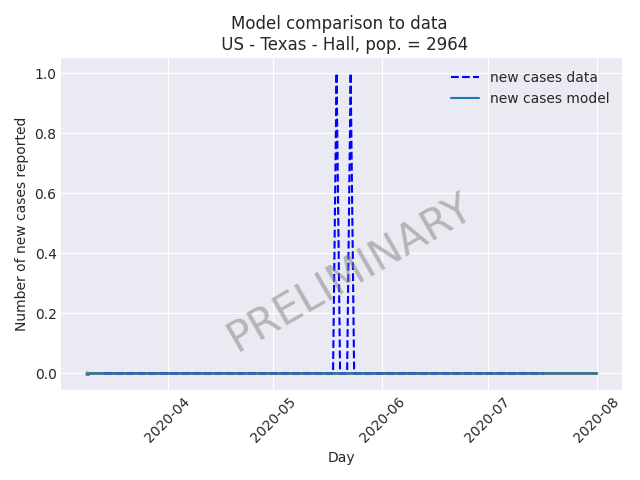 Model comparison to data
US - Texas - Hall, pop. = 2964
new cases data
new cases model
Number of new cases reported
1.0
0.8
0.6
0.4
0.2
0.0
PRELIMINARY
2020-04
2020-05
2020-06
2020-07
2020-08
Day